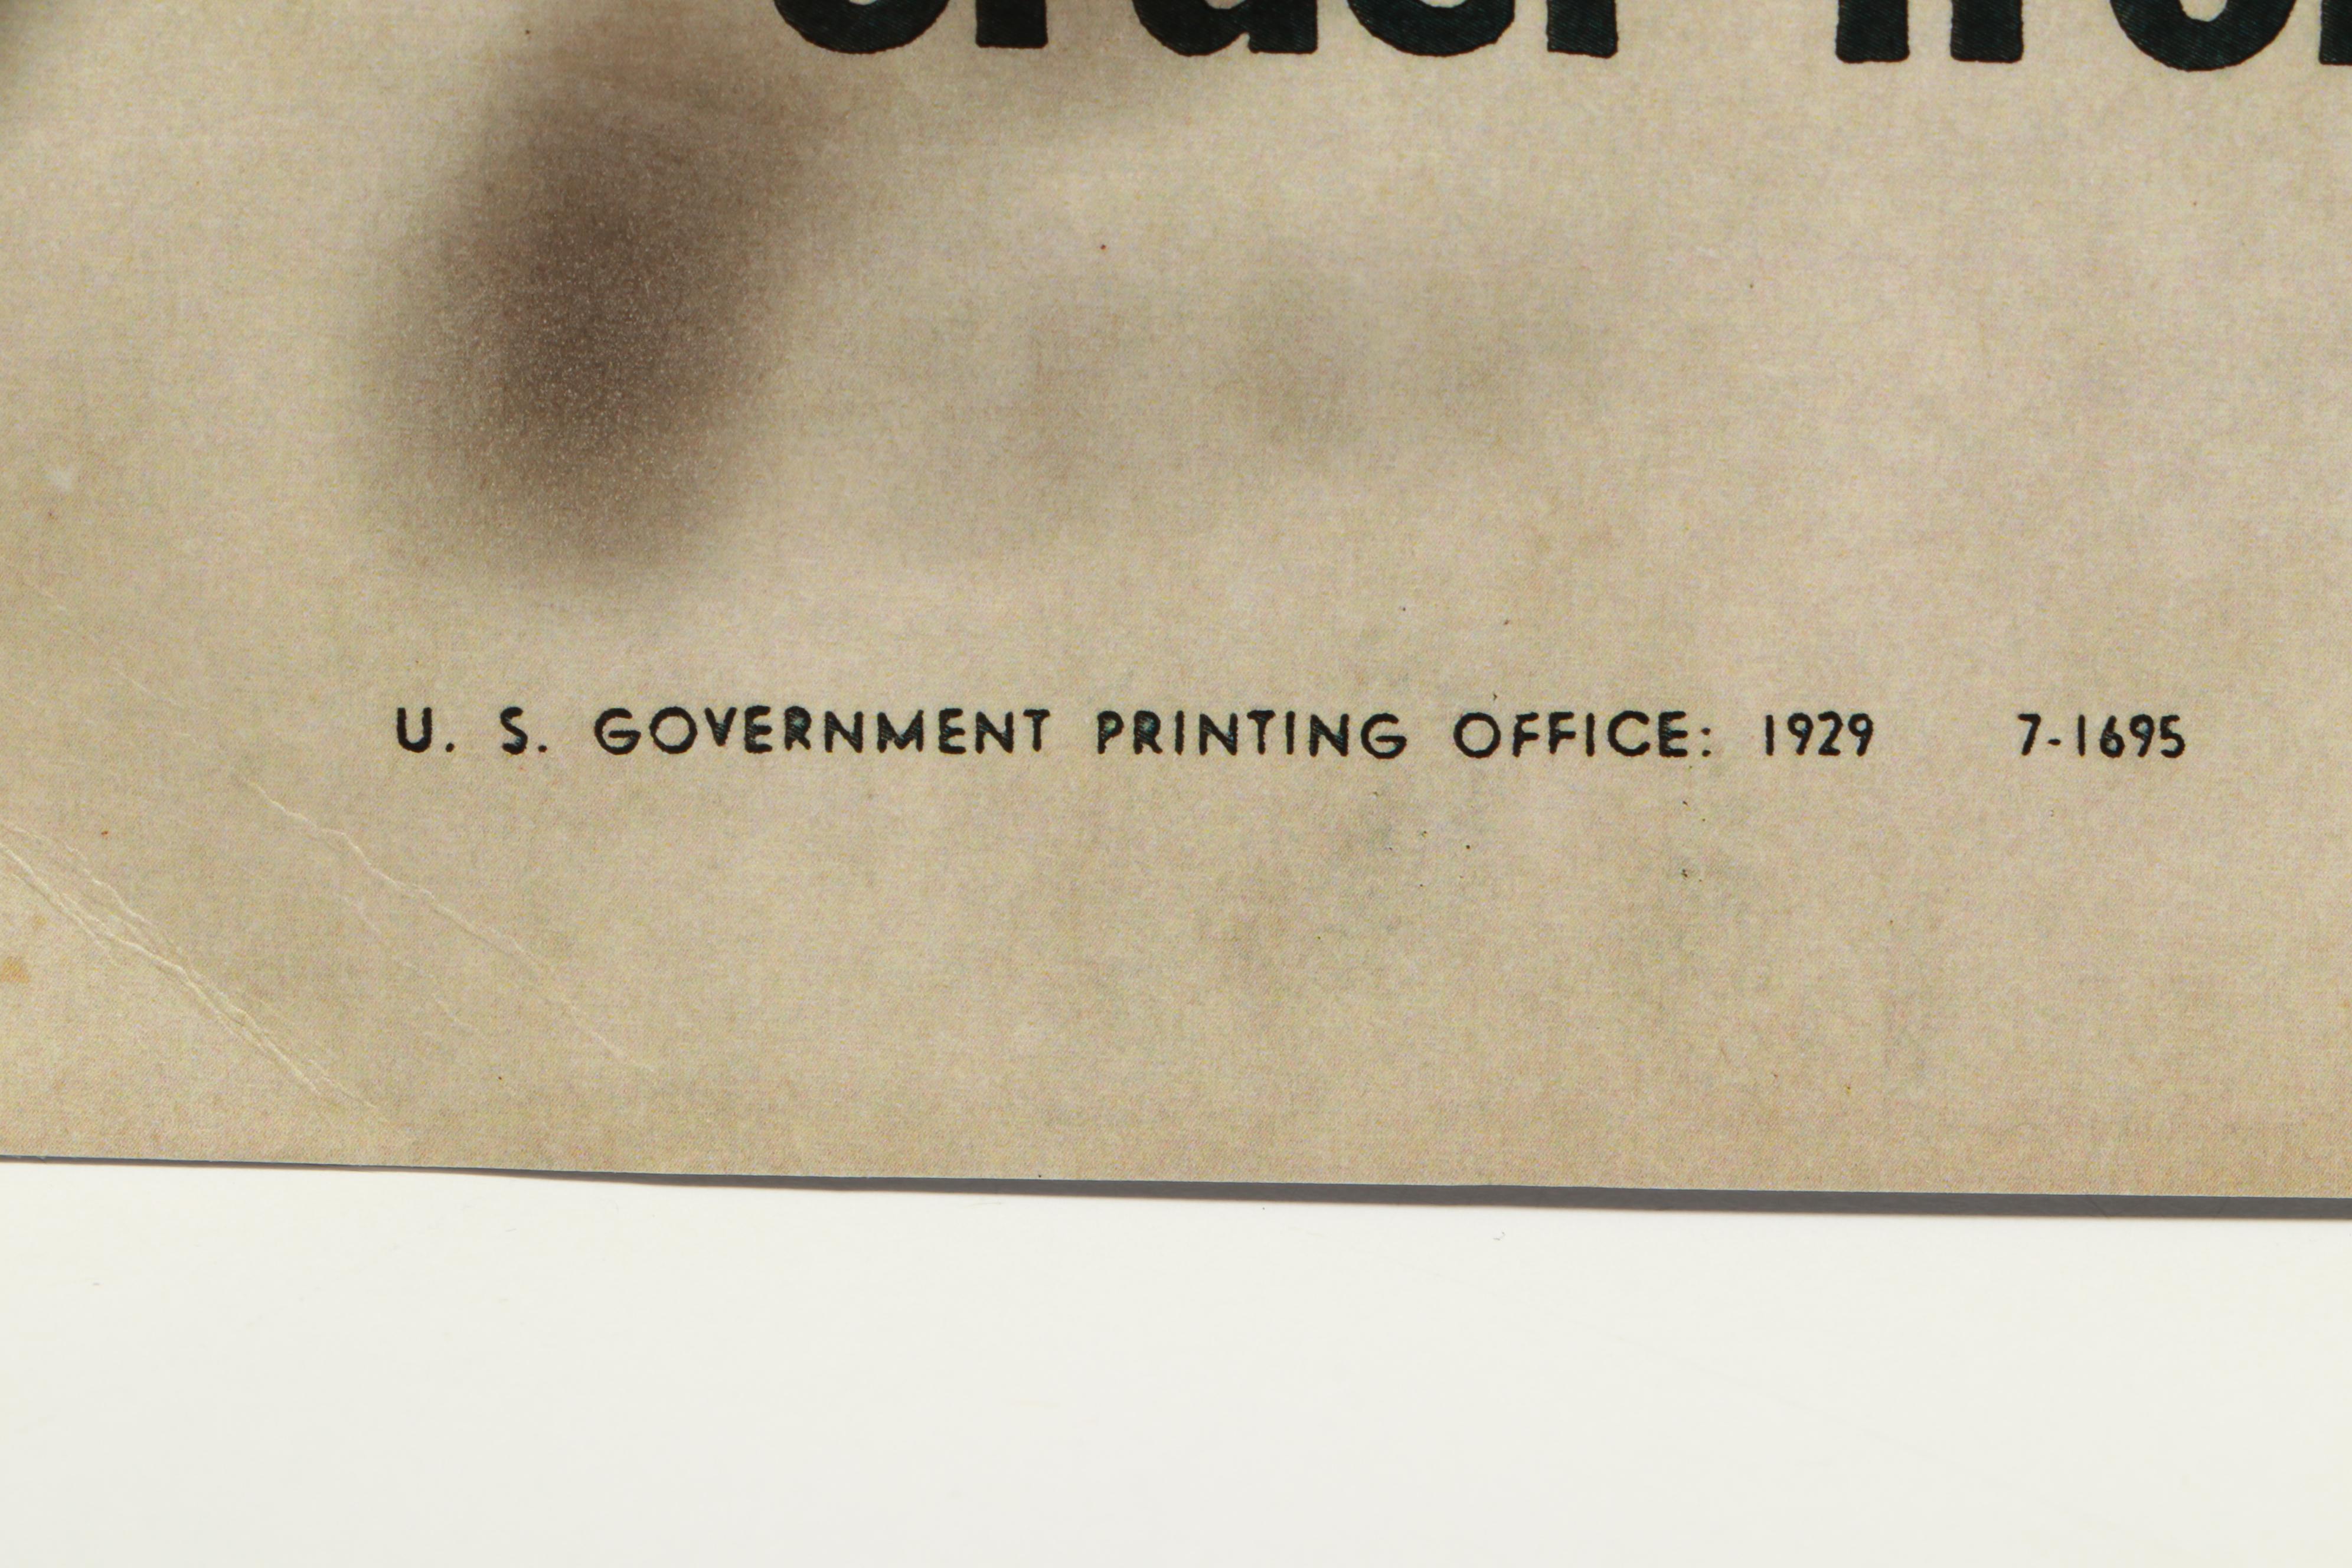 U. S. GOVERNMENT PRINTING OFFICE: 1929 7-1695